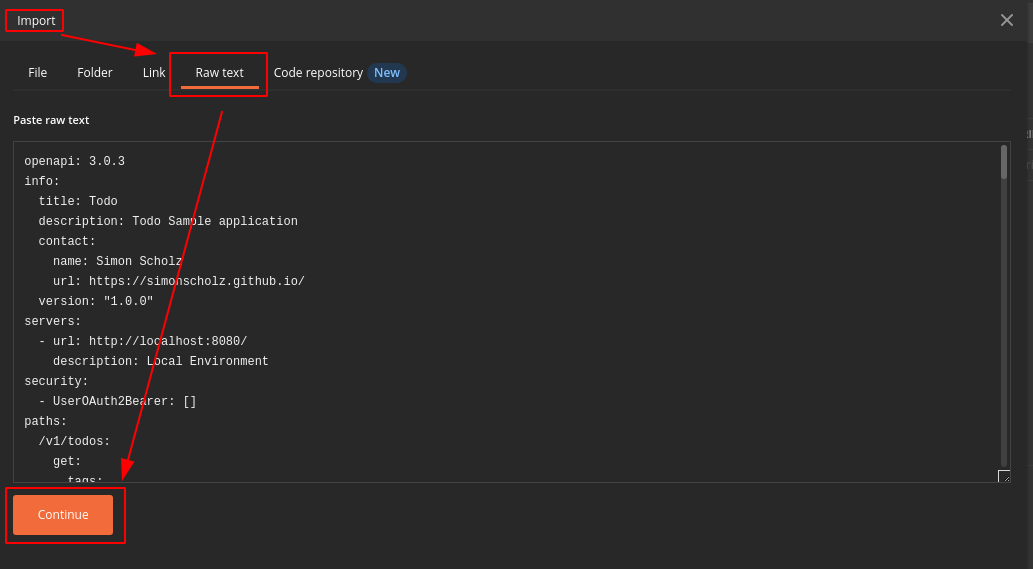 Import
File Folder Link Raw text Code repository New
Paste raw text
openapi: 3.0.3
info:
  title: Todo
  description: Todo Sample application
  contact:
    name: Simon Scholz
    url: https://simonscholz.github.io/
  version: "1.0.0"
servers:
  - url: http://localhost:8080/
    description: Local Environment
security:
  - UserOAuth2Bearer: []
paths:
  /v1/todos:
    get:
      tags:
Continue